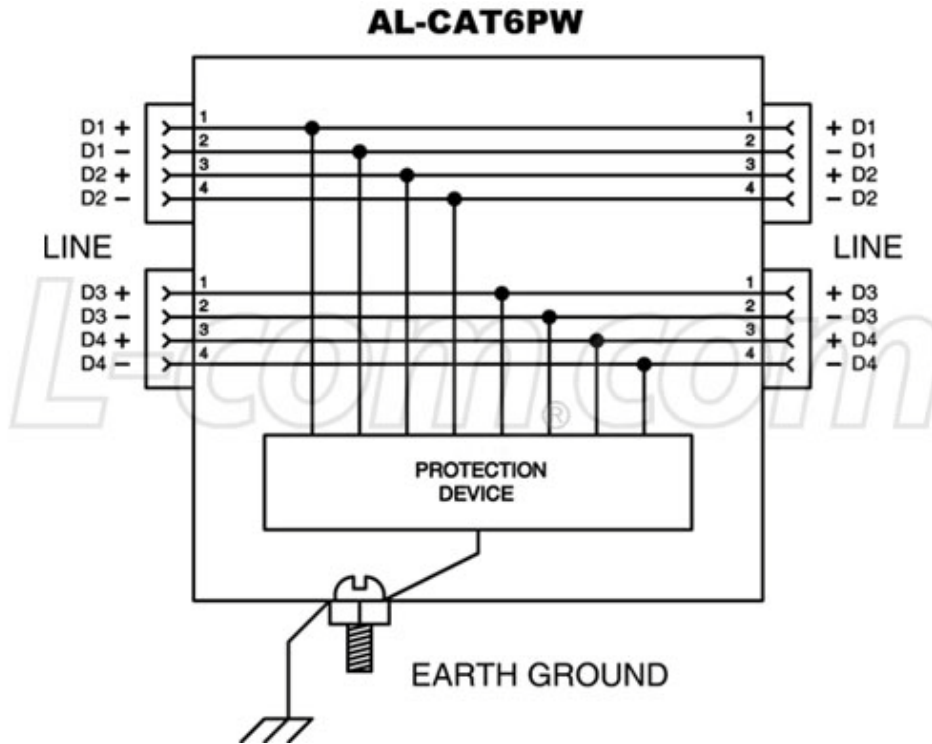 AL-CAT6PW
D1 + 1 1 + D1
D1 − 2 2 − D1
D2 + 3 3 + D2
D2 − 4 4 − D2
LINE LINE
D3 + 1 1 + D3
D3 − 2 2 − D3
D4 + 3 3 + D4
D4 − 4 4 − D4
L-com.com
®
PROTECTION
DEVICE
EARTH GROUND